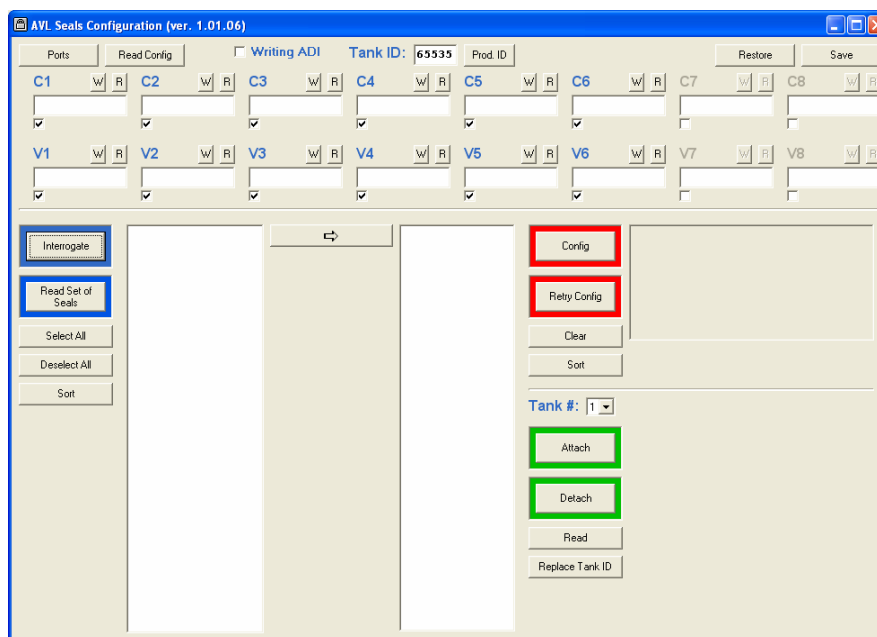 AVL Seals Configuration (ver. 1.01.06)
Ports Read Config Writing ADI Tank ID: 65535 Prod. ID Restore Save
C1 W R C2 W R C3 W R C4 W R C5 W R C6 W R C7 W R C8 W R
V1 W R V2 W R V3 W R V4 W R V5 W R V6 W R V7 W R V8 W R
Interrogate
Read Set of
Seals
Select All
Deselect All
Sort
Config
Retry Config
Clear
Sort
Tank #: 1
Attach
Detach
Read
Replace Tank ID